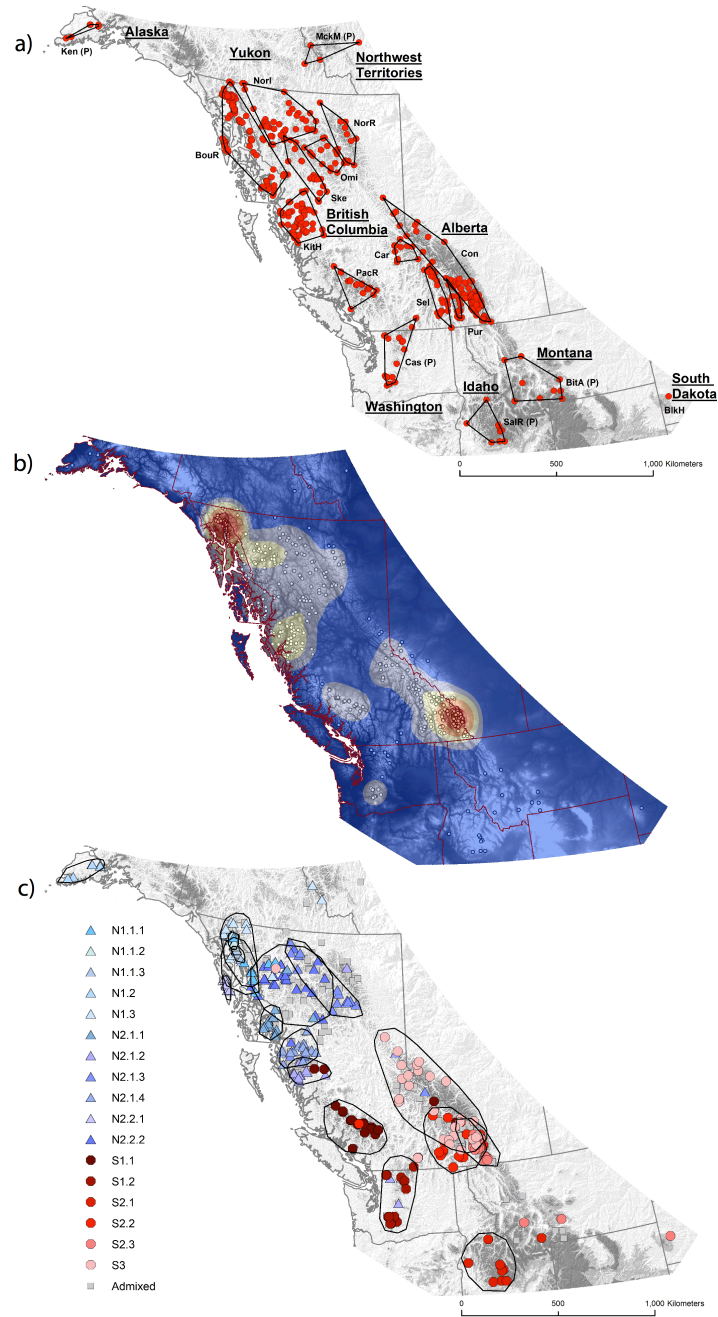 a)
Alaska
Ken (P)
MckM (P)
Yukon
Northwest
Territories
NorI
NorR
BouR
Omi
Ske
British
Columbia
KitH
Alberta
Car
Con
PacR
Sel
Pur
Montana
Cas (P)
Idaho
BitA (P)
South
Dakota
BlkH
Washington
SalR (P)
0 500 1,000 Kilometers
b)
c)
N1.1.1
N1.1.2
N1.1.3
N1.2
N1.3
N2.1.1
N2.1.2
N2.1.3
N2.1.4
N2.2.1
N2.2.2
S1.1
S1.2
S2.1
S2.2
S2.3
S3
Admixed
0 500 1,000 Kilometers